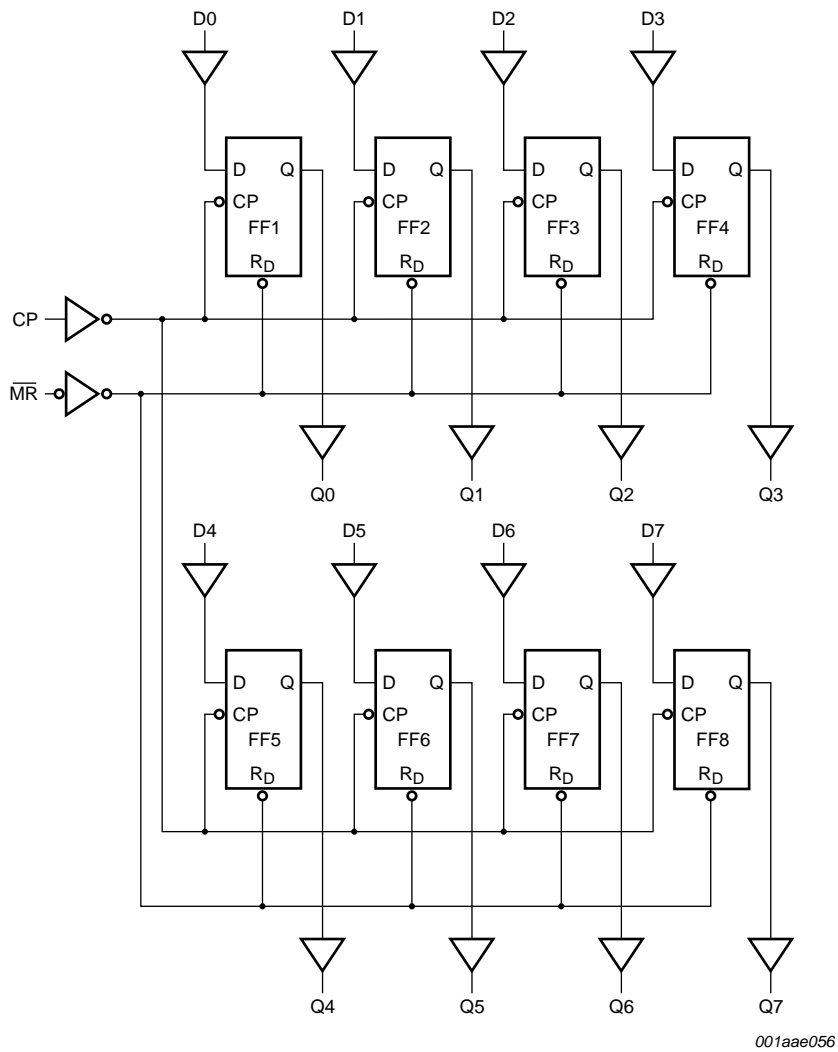 D0 D1 D2 D3
D Q D Q D Q D Q
CP CP CP CP
FF1 FF2 FF3 FF4
RD RD RD RD
CP
M̅R̅
Q0 Q1 Q2 Q3
D4 D5 D6 D7
D Q D Q D Q D Q
CP CP CP CP
FF5 FF6 FF7 FF8
RD RD RD RD
Q4 Q5 Q6 Q7
001aae056